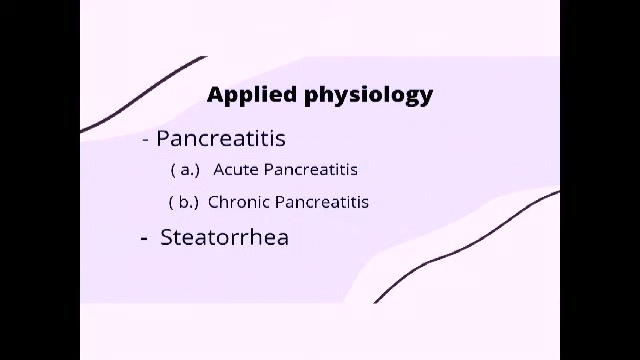 Applied physiology
- Pancreatitis
( a.) Acute Pancreatitis
( b.) Chronic Pancreatitis
- Steatorrhea